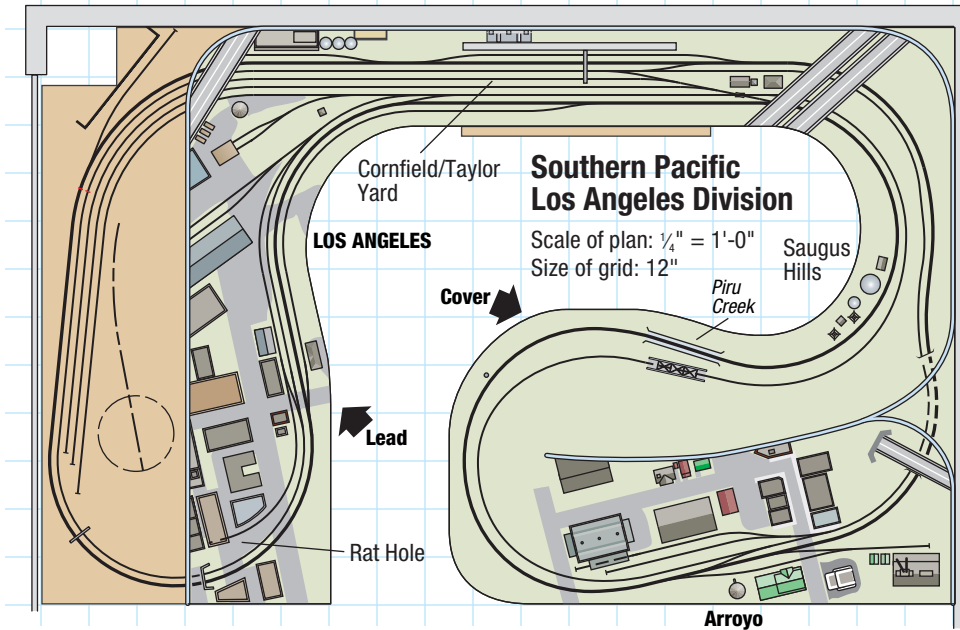 Cornfield/Taylor
Yard
Southern Pacific
Los Angeles Division
Scale of plan: ¼" = 1'-0"
Size of grid: 12"
LOS ANGELES
Saugus
Hills
Cover
Piru
Creek
Lead
Rat Hole
Arroyo